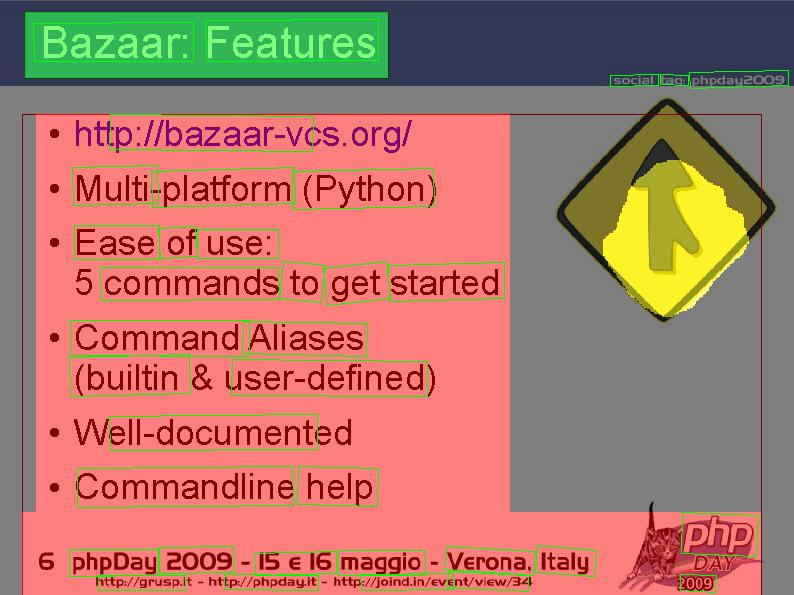 Bazaar: Features
social tag: phpday2009
• http://bazaar-vcs.org/
• Multi-platform (Python)
• Ease of use:
5 commands to get started
• Command Aliases
(builtin & user-defined)
• Well-documented
• Commandline help
6 phpDay 2009 - 15 e 16 maggio - Verona, Italy
http://grusp.it - http://phpday.it - http://joind.in/event/view/34
php
DAY
2009